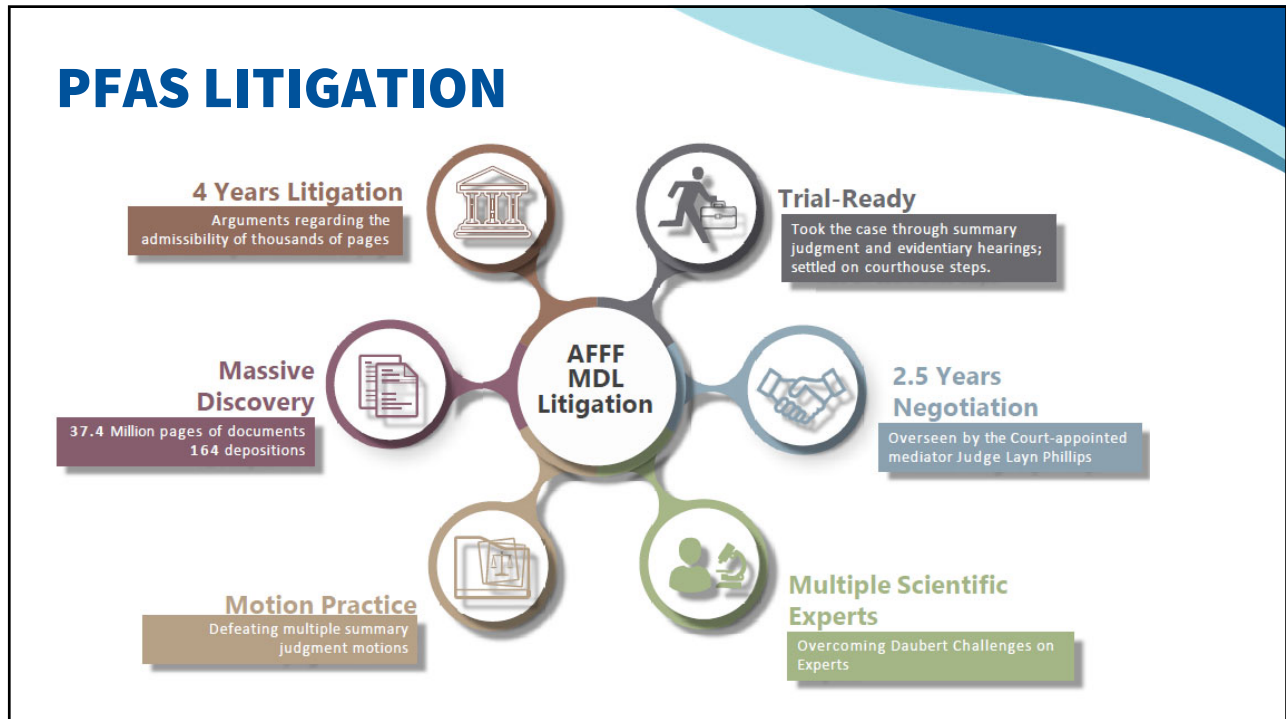 PFAS LITIGATION
4 Years Litigation
Arguments regarding the
admissibility of thousands of pages
Trial-Ready
Took the case through summary
judgment and evidentiary hearings;
settled on courthouse steps.
AFFF
MDL
Litigation
Massive
Discovery
37.4 Million pages of documents
164 depositions
2.5 Years
Negotiation
Overseen by the Court-appointed
mediator Judge Layn Phillips
Motion Practice
Defeating multiple summary
judgment motions
Multiple Scientific
Experts
Overcoming Daubert Challenges on
Experts